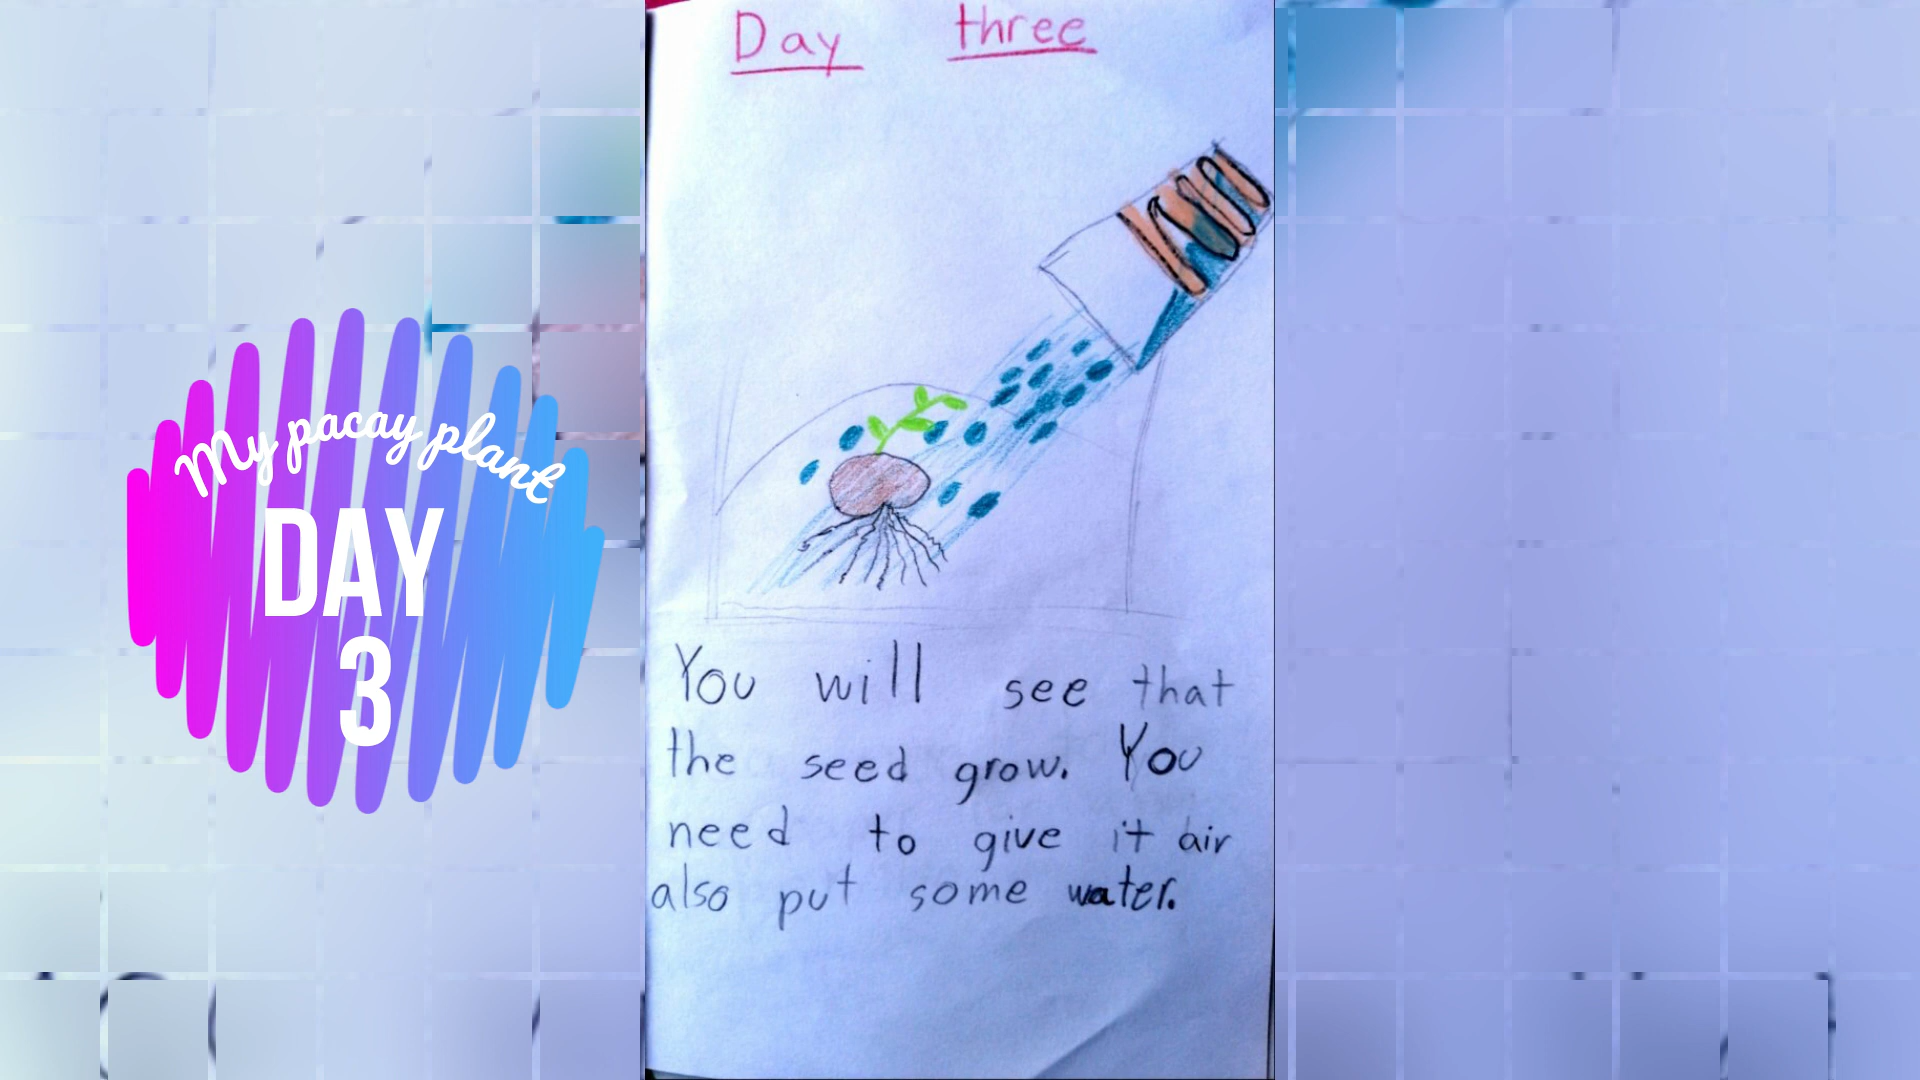 My pacay plant
DAY
3
Day three
You will see that
the seed grow. You
need to give it air
also put some water.